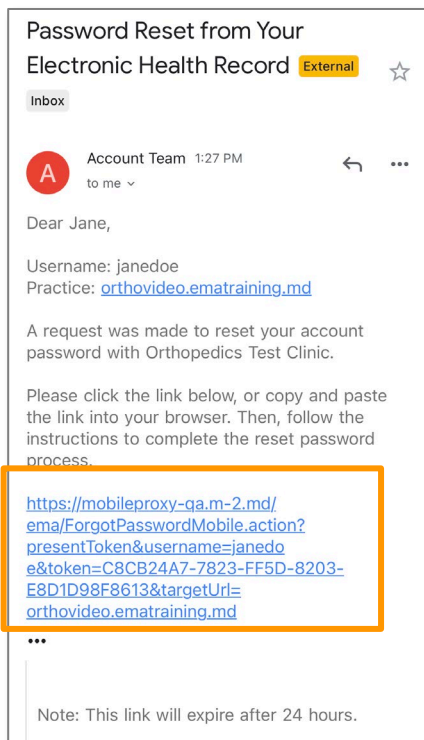 Password Reset from Your
Electronic Health Record External
Inbox
A
Account Team 1:27 PM
to me
Dear Jane,
Username: janedoe
Practice: orthovideo.ematraining.md
A request was made to reset your account
password with Orthopedics Test Clinic.
Please click the link below, or copy and paste
the link into your browser. Then, follow the
instructions to complete the reset password
process.
https://mobileproxy-qa.m-2.md/
ema/ForgotPasswordMobile.action?
presentToken&username=janedo
e&token=C8CB24A7-7823-FF5D-8203-
E8D1D98F8613&targetUrl=
orthovideo.ematraining.md
Note: This link will expire after 24 hours.